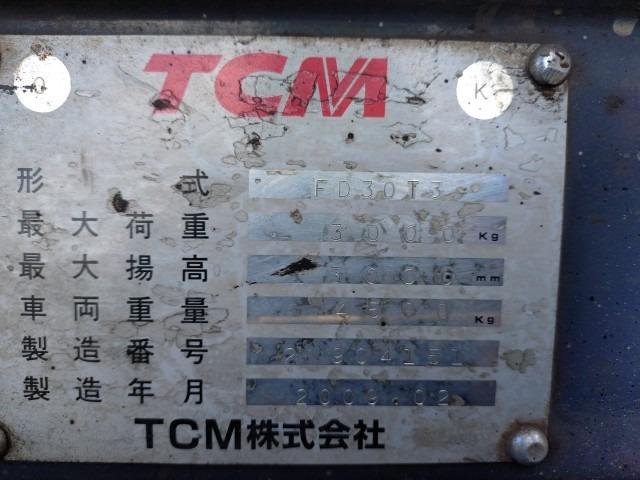 TCM
K
形式 FD30T3
最大荷重 3000 Kg
最大揚高 3000 mm
車両重量 4500 Kg
製造番号
製造年月 2009.02
TCM株式会社